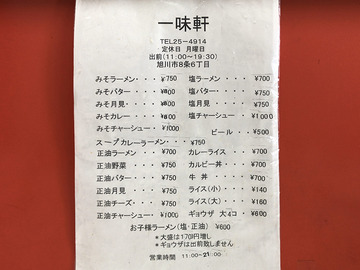 一味軒
TEL25-4914
定休日 月曜日
出前(11:00〜19:30)
旭川市8条6丁目
みそラーメン・・・¥750 塩ラーメン・・・¥700
みそバター・・・¥800 塩バター・・・¥750
みそ月見・・・¥800 塩月見・・・¥750
みそカレー・・・¥800 塩チャーシュー・・¥1000
みそチャーシュー・¥1000 ビール・・¥500
スープカレーラーメン・・・¥750
正油ラーメン・・・¥700 カレーライス・・¥700
正油野菜・・・¥750 カルビー丼・・¥700
正油バター・・・¥750 牛丼・・・¥700
正油月見・・・¥750 ライス(小)・・・¥140
正油チーズ・・・¥750 ライス(大)・・・¥160
正油チャーシュー・¥1000 ギョウザ 大4コ・¥600
お子様ラーメン(塩・正油) ¥600
*大盛は170円増し
*ギョウザは出前致しません
営業時間 11:00-21:00